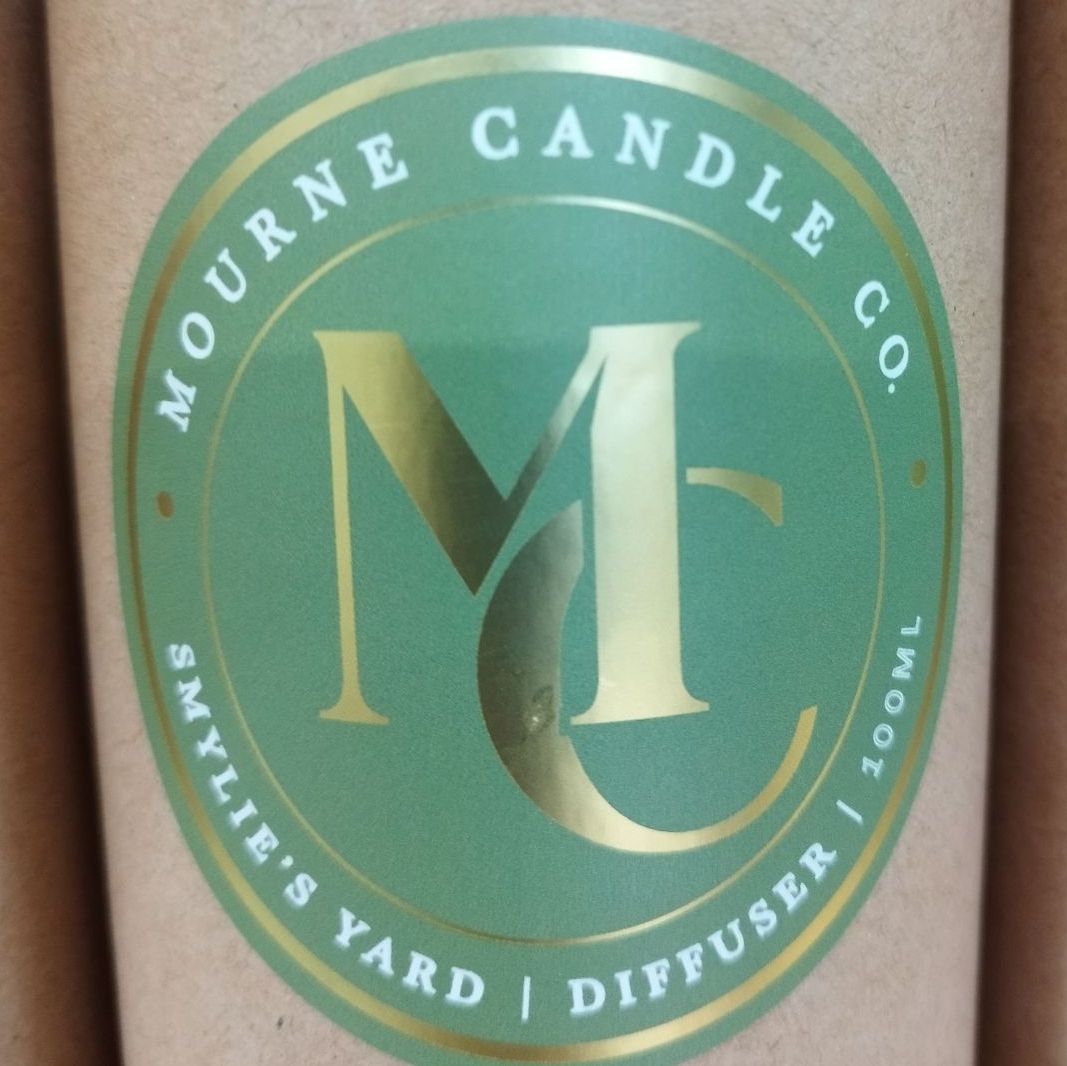 MOURNE CANDLE CO.
MC
SMYLIE'S YARD | DIFFUSER | 100ML